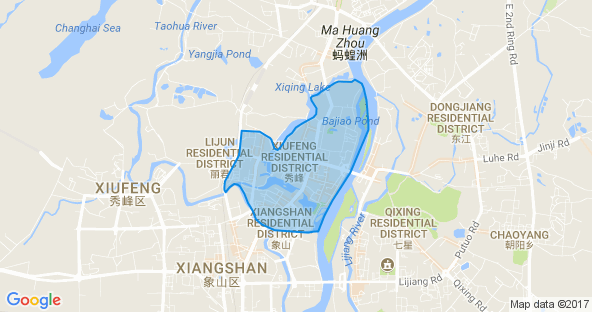 Changhai Sea
Taohua River
Yangjia Pond
Ma Huang
Zhou
蚂蝗洲
E 2nd Ring Rd
Xiqing Lake
Bajiao Pond
DONGJIANG
RESIDENTIAL
DISTRICT
东江
Luhe Rd
Jinji Rd
LIJUN
RESIDENTIAL
DISTRICT
丽君
XIUFENG
RESIDENTIAL
DISTRICT
秀峰
XIUFENG
秀峰区
XIANGSHAN
RESIDENTIAL
DISTRICT
象山
QIXING
RESIDENTIAL
DISTRICT
七星
Lijiang River
Putuo Rd
CHAOYANG
朝阳乡
XIANGSHAN
象山区
Lijiang Rd
Qixing Rd
Google
Map data ©2017